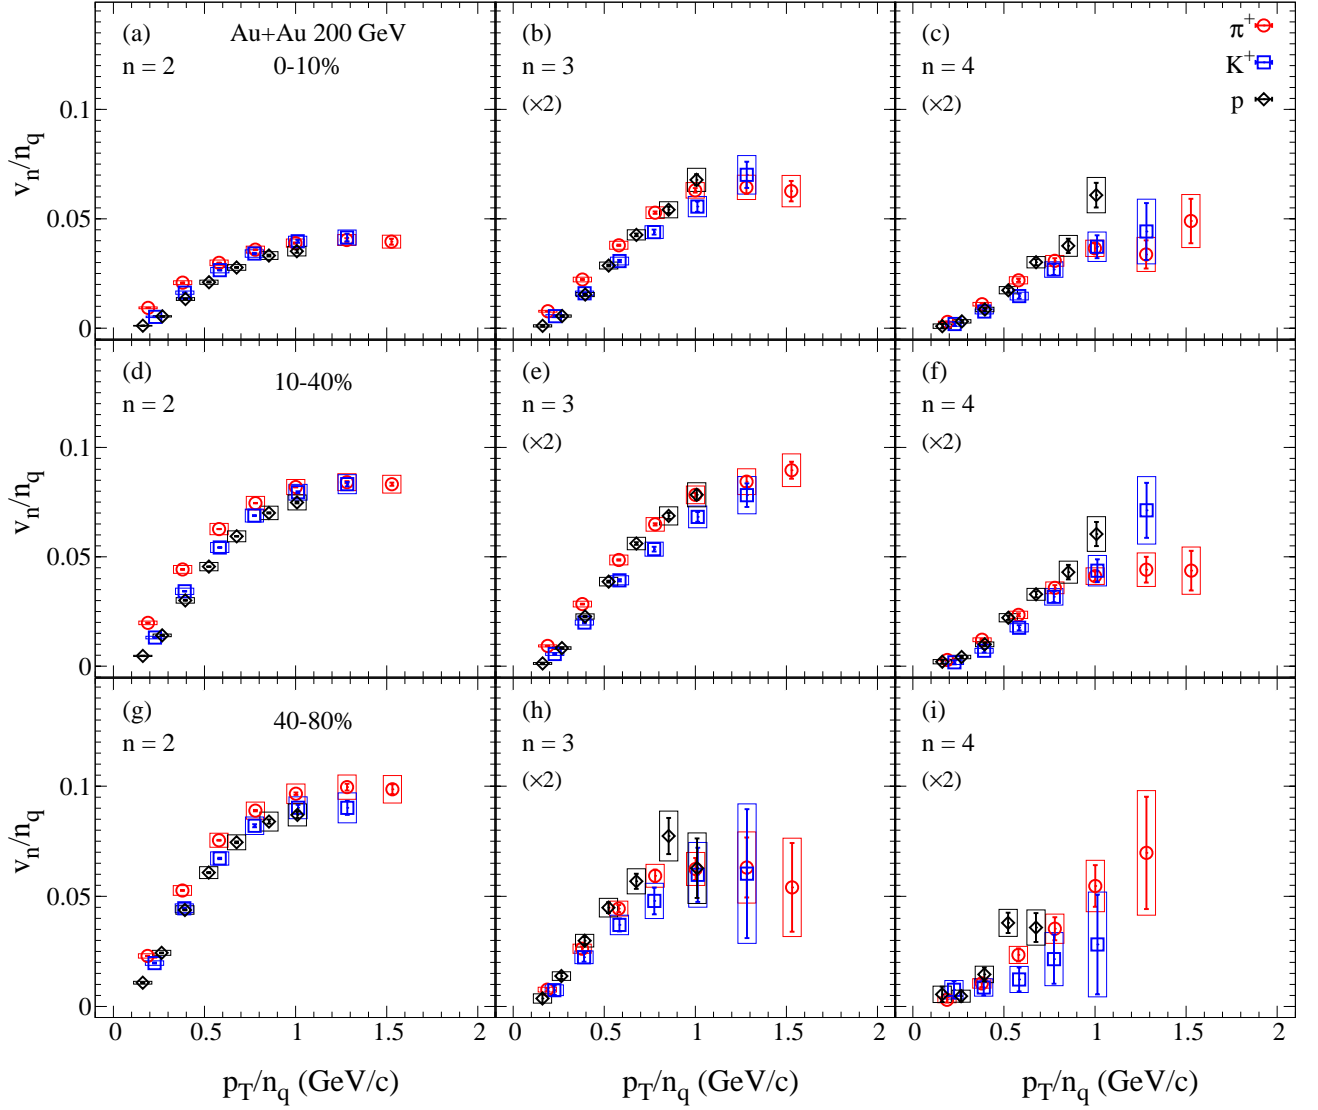 (a) Au+Au 200 GeV
n = 2 0-10%
(b)
n = 3
(×2)
(c)
n = 4
(×2)
π+
K+
p
0.1
0.05
0
vn/nq
(d)
10-40%
n = 2
(e)
n = 3
(×2)
(f)
n = 4
(×2)
0.1
0.05
0
vn/nq
(g)
40-80%
n = 2
(h)
n = 3
(×2)
(i)
n = 4
(×2)
0.1
0.05
0
vn/nq
0 0.5 1 1.5 2
0 0.5 1 1.5 2
0 0.5 1 1.5 2
pT/nq (GeV/c)
pT/nq (GeV/c)
pT/nq (GeV/c)